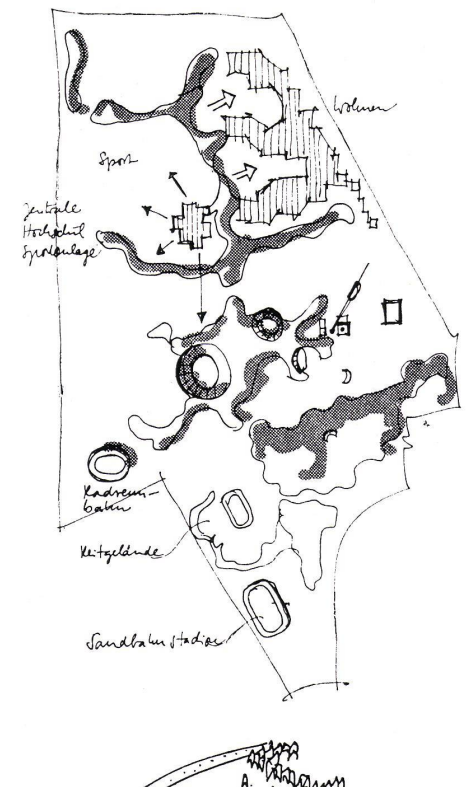 Wohnen
Sport
Zentrale
Hochschul
Sportanlage
Radrenn-
bahn
Reitgelände
Sandbahnstadion